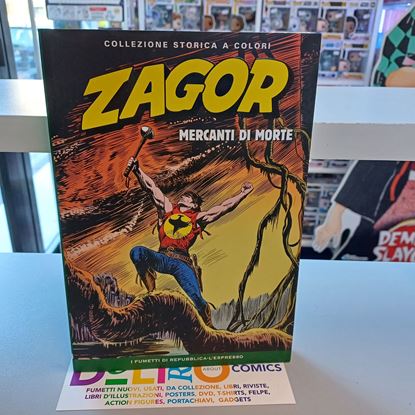 COLLEZIONE STORICA A COLORI
ZAGOR
MERCANTI DI MORTE
I FUMETTI DI REPUBBLICA-L'ESPRESSO
ABOUT
COMICS
FUMETTI NUOVI, USATI, DA COLLEZIONE, LIBRI, RIVISTE,
LIBRI D'ILLUSTRAZIONI, POSTERS, DVD, T-SHIRTS, FELPE,
ACTION FIGURES, PORTACHIAVI, GADGETS